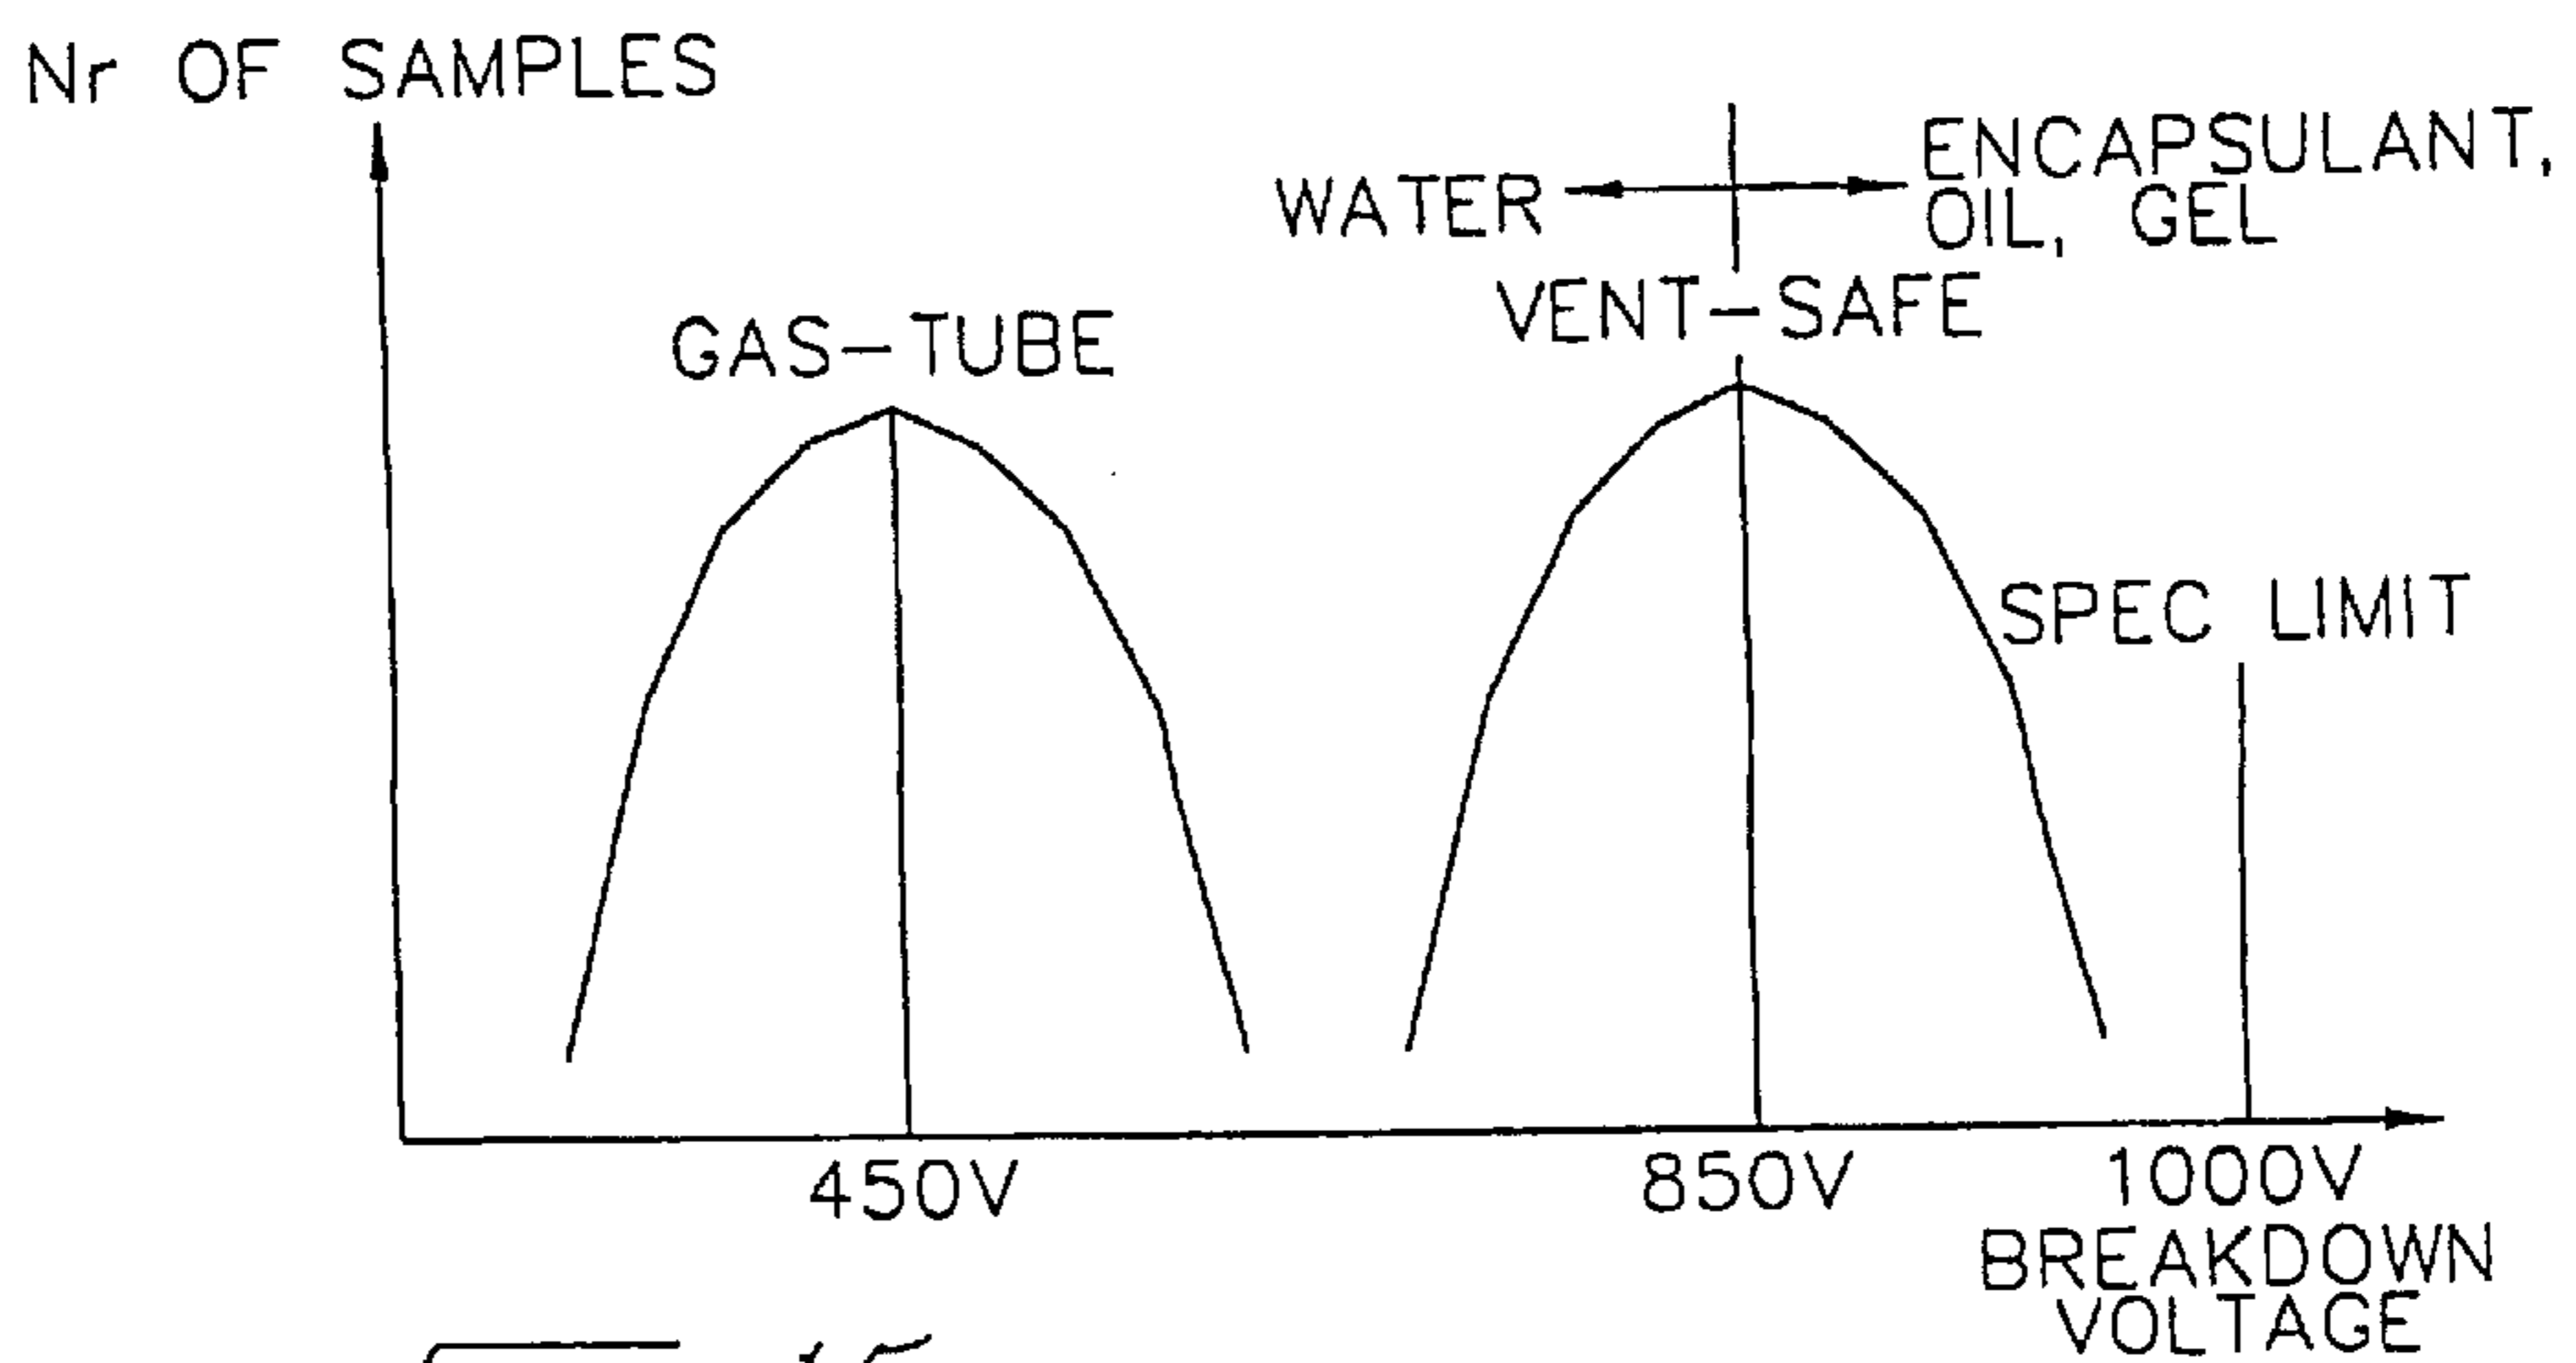 Nr OF SAMPLES
WATER
ENCAPSULANT,
OIL, GEL
VENT-SAFE
GAS-TUBE
SPEC LIMIT
450V
850V
1000V
BREAKDOWN
VOLTAGE